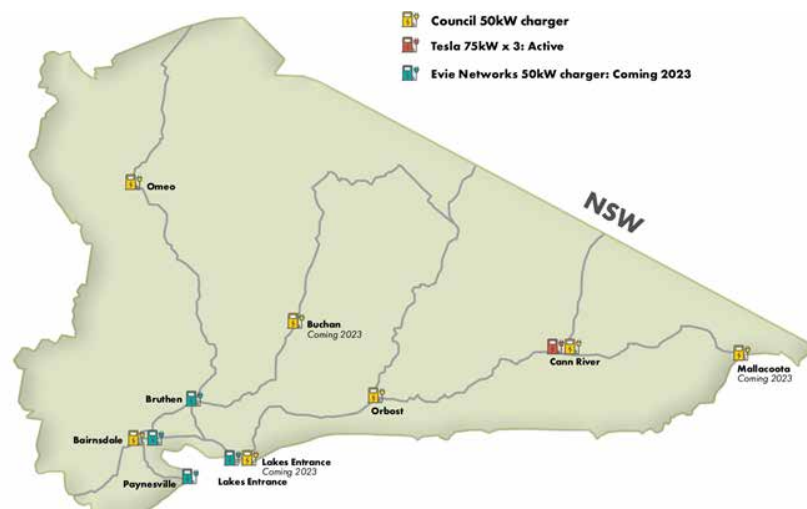 Council 50kW charger
Tesla 75kW x 3: Active
Evie Networks 50kW charger: Coming 2023
NSW
Omeo
Buchan
Coming 2023
Cann River
Mallacoota
Coming 2023
Bruthen
Orbost
Bairnsdale
Lakes Entrance
Coming 2023
Lakes Entrance
Paynesville